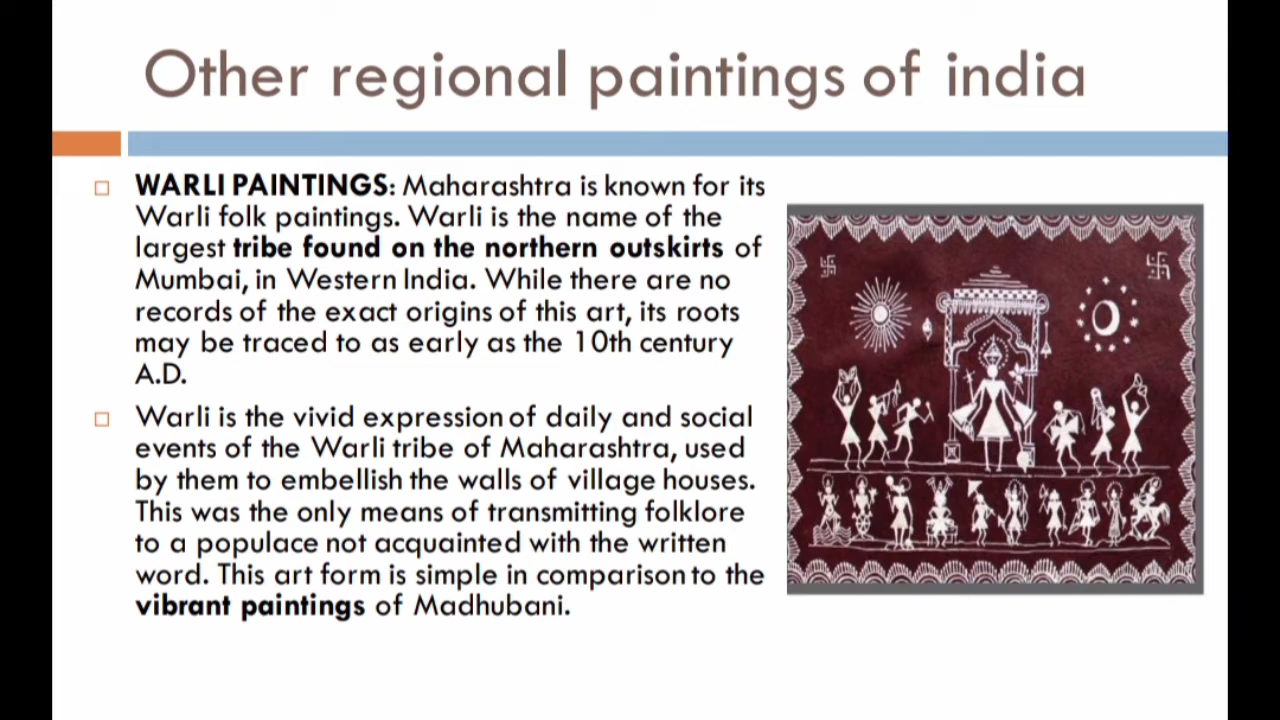 Other regional paintings of india
WARLI PAINTINGS: Maharashtra is known for its
Warli folk paintings. Warli is the name of the
largest tribe found on the northern outskirts of
Mumbai, in Western India. While there are no
records of the exact origins of this art, its roots
may be traced to as early as the 10th century
A.D.
Warli is the vivid expression of daily and social
events of the Warli tribe of Maharashtra, used
by them to embellish the walls of village houses.
This was the only means of transmitting folklore
to a populace not acquainted with the written
word. This art form is simple in comparison to the
vibrant paintings of Madhubani.